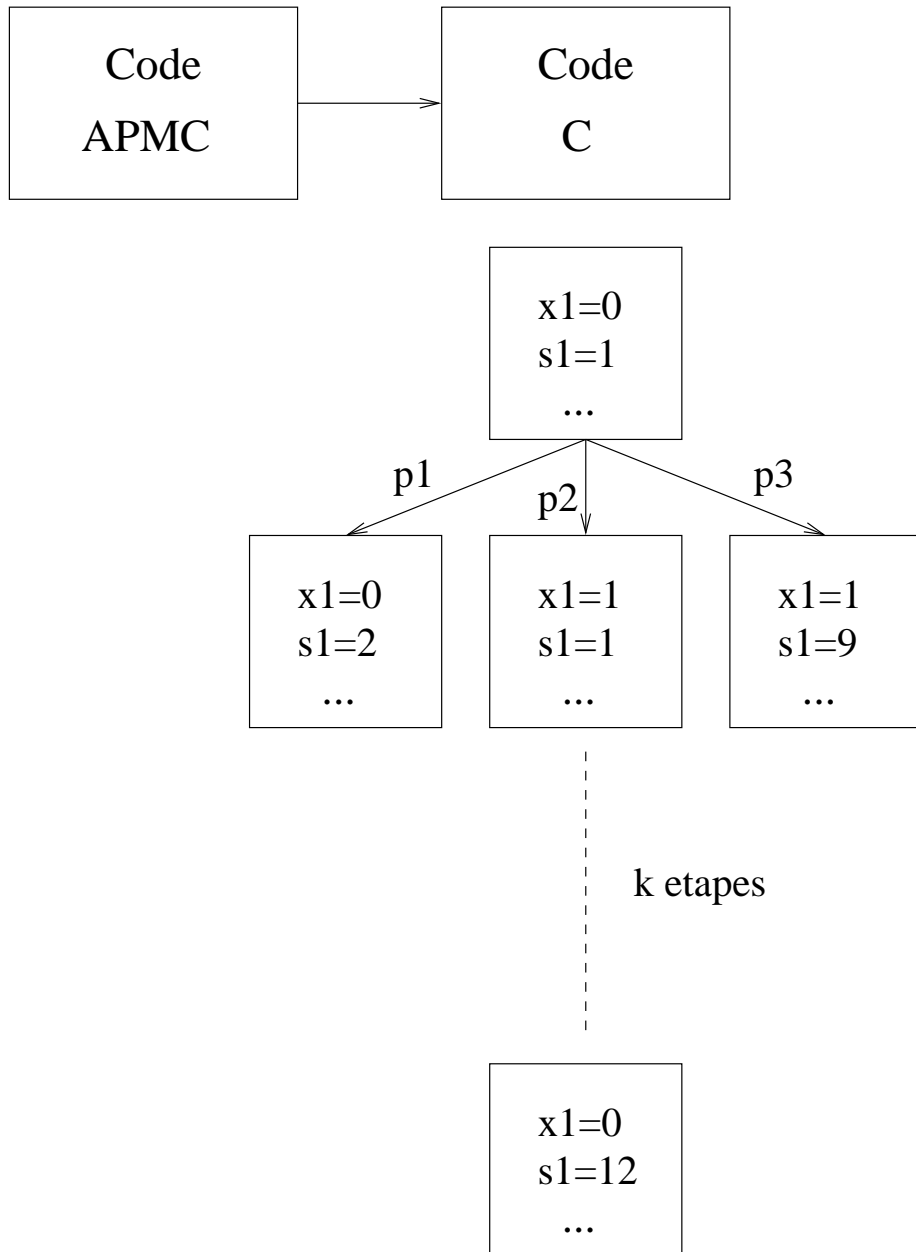 Code
APMC
Code
C
x1=0
s1=1
...
p1
p2
p3
x1=0
s1=2
...
x1=1
s1=1
...
x1=1
s1=9
...
k etapes
x1=0
s1=12
...